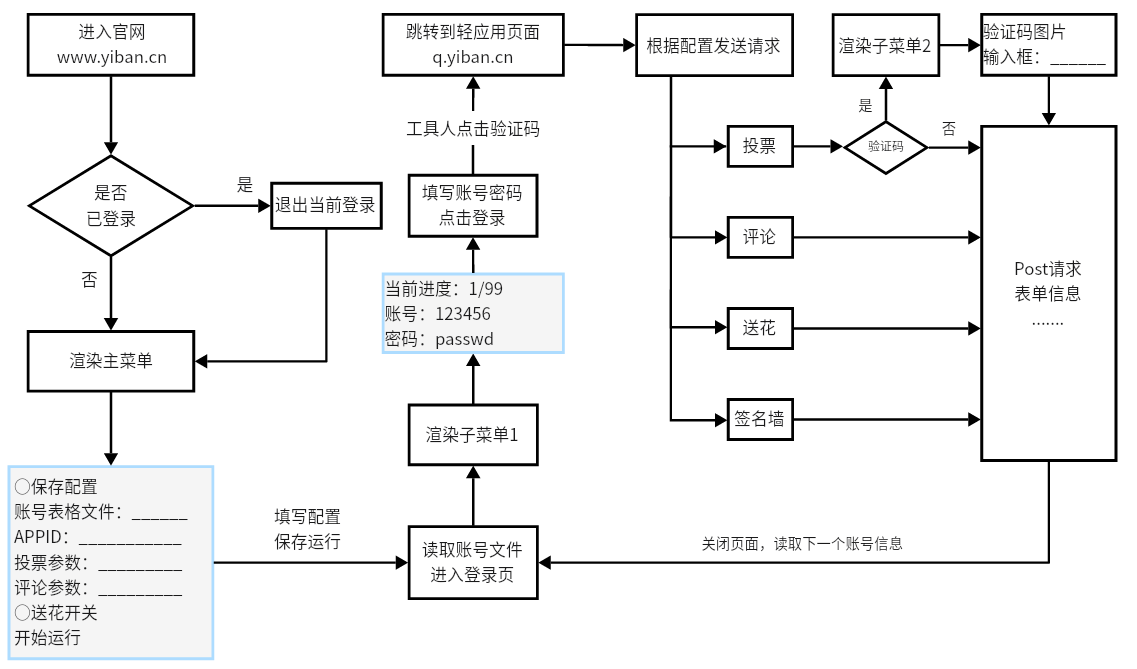 进入官网
www.yiban.cn
是否
已登录
是
退出当前登录
否
渲染主菜单
〇保存配置
账号表格文件：______
APPID：___________
投票参数：_________
评论参数：_________
〇送花开关
开始运行
填写配置
保存运行
读取账号文件
进入登录页
渲染子菜单1
当前进度：1/99
账号：123456
密码：passwd
填写账号密码
点击登录
工具人点击验证码
跳转到轻应用页面
q.yiban.cn
根据配置发送请求
投票
验证码
是
否
渲染子菜单2
验证码图片
输入框：______
评论
送花
签名墙
Post请求
表单信息
.......
关闭页面，读取下一个账号信息